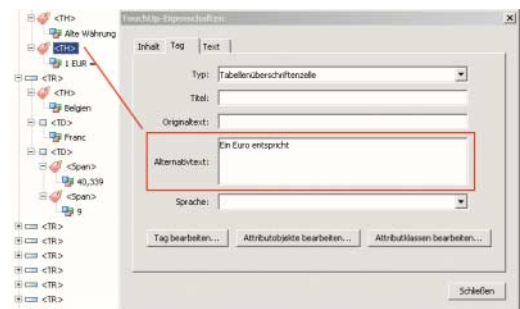 <TH>
Alte Währung
<TH>
1 EUR =
<TR>
<TH>
Belgien
<TD>
Franc
<TD>
<Span>
40,339
<Span>
9
<TR>
<TR>
<TR>
<TR>
<TR>
TouchUp-Eigenschaften
Inhalt Tag Text
Typ: Tabellenüberschriftenzelle
Titel:
Originaltext:
Alternativtext: Ein Euro entspricht
Sprache:
Tag bearbeiten... Attributobjekte bearbeiten... Attributklassen bearbeiten...
Schließen